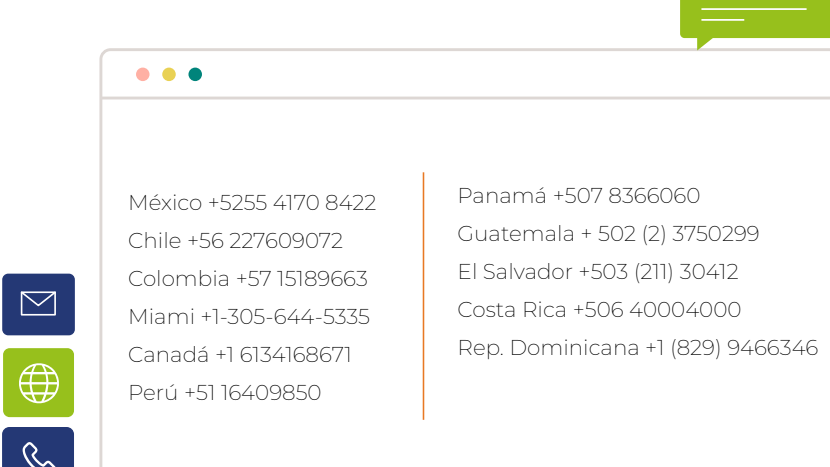 México +5255 4170 8422
Chile +56 227609072
Colombia +57 15189663
Miami +1-305-644-5335
Canadá +1 6134168671
Perú +51 16409850
Panamá +507 8366060
Guatemala + 502 (2) 3750299
El Salvador +503 (211) 30412
Costa Rica +506 40004000
Rep. Dominicana +1 (829) 9466346